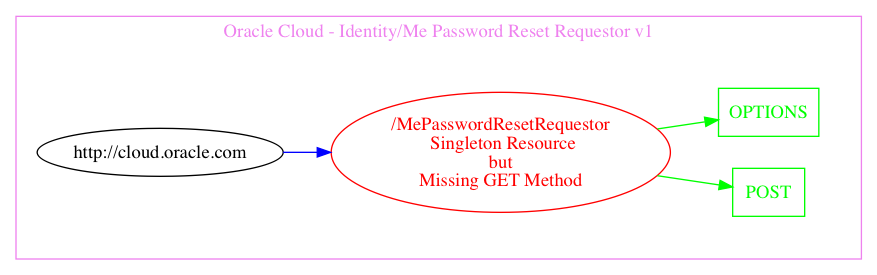 Oracle Cloud - Identity/Me Password Reset Requestor v1
http://cloud.oracle.com
/MePasswordResetRequestor
Singleton Resource
but
Missing GET Method
OPTIONS
POST